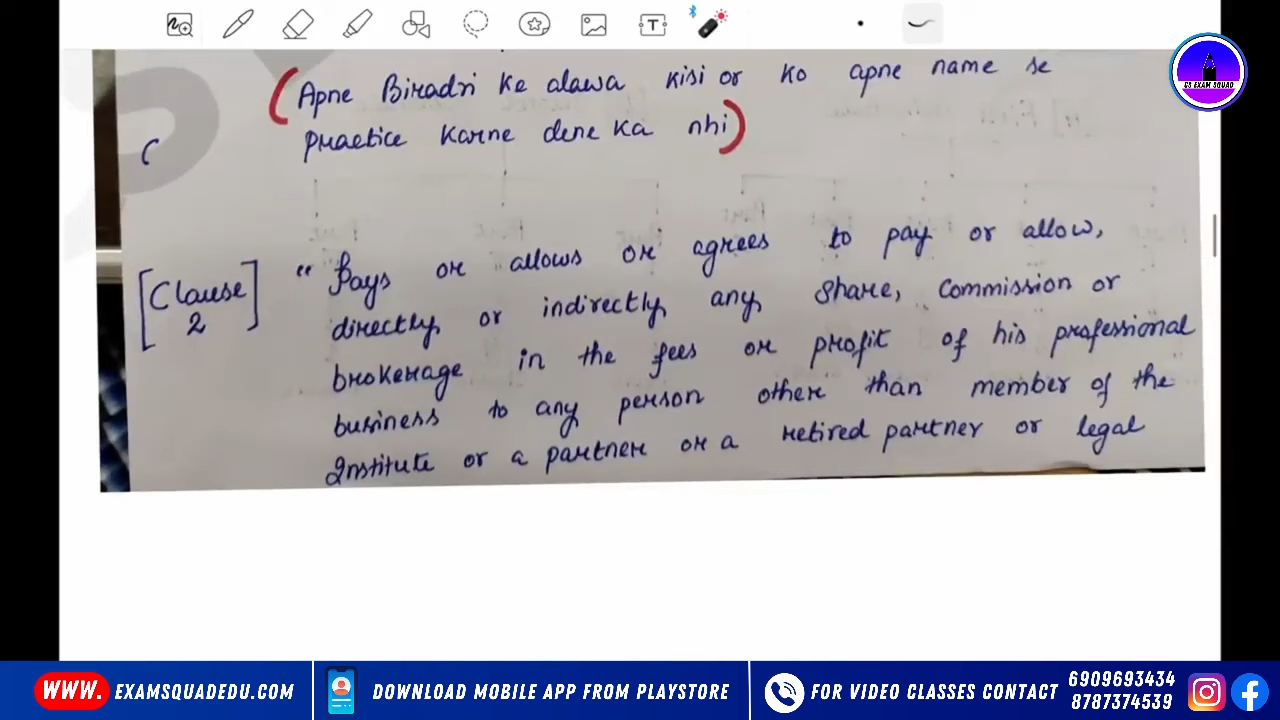 (Apne Biradri ke alawa kisi or ko apne name se
practice karne dene ka nhi)
[Clause 2]
"Pays or allows or agrees to pay or allow,
directly or indirectly any share, commission or
brokerage in the fees or profit of his professional
business to any person other than member of the
Institute or a partner or a retired partner or legal
CS EXAM SQUAD
WWW. EXAMSQUADEDU.COM
DOWNLOAD MOBILE APP FROM PLAYSTORE
FOR VIDEO CLASSES CONTACT 6909693434
8787374539